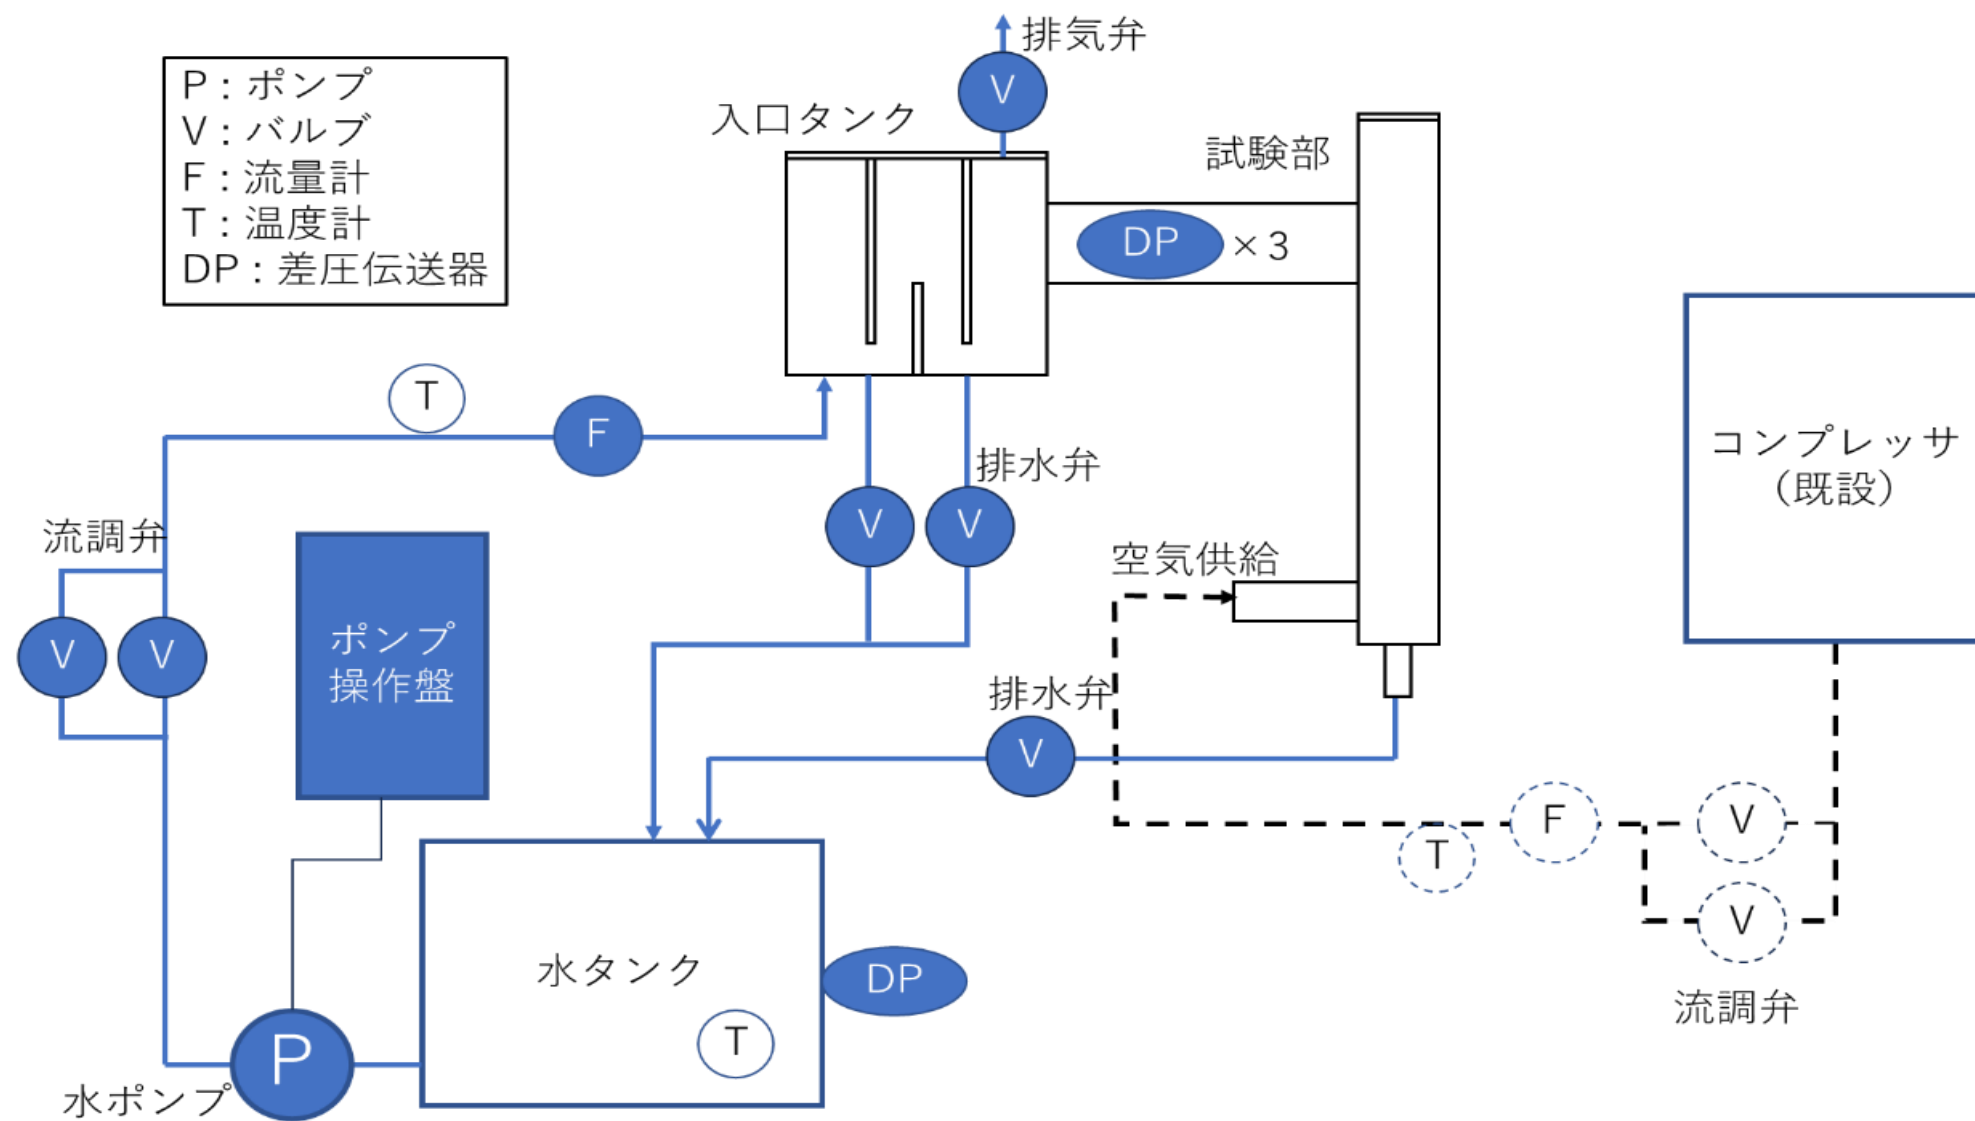 排気弁
V
P：ポンプ
V：バルブ
F：流量計
T：温度計
DP：差圧伝送器
入口タンク
試験部
DP ×3
T
F
コンプレッサ
（既設）
排水弁
V V
流調弁
V V
ポンプ
操作盤
空気供給
排水弁
V
F
V
T
V
流調弁
水タンク
DP
T
P
水ポンプ